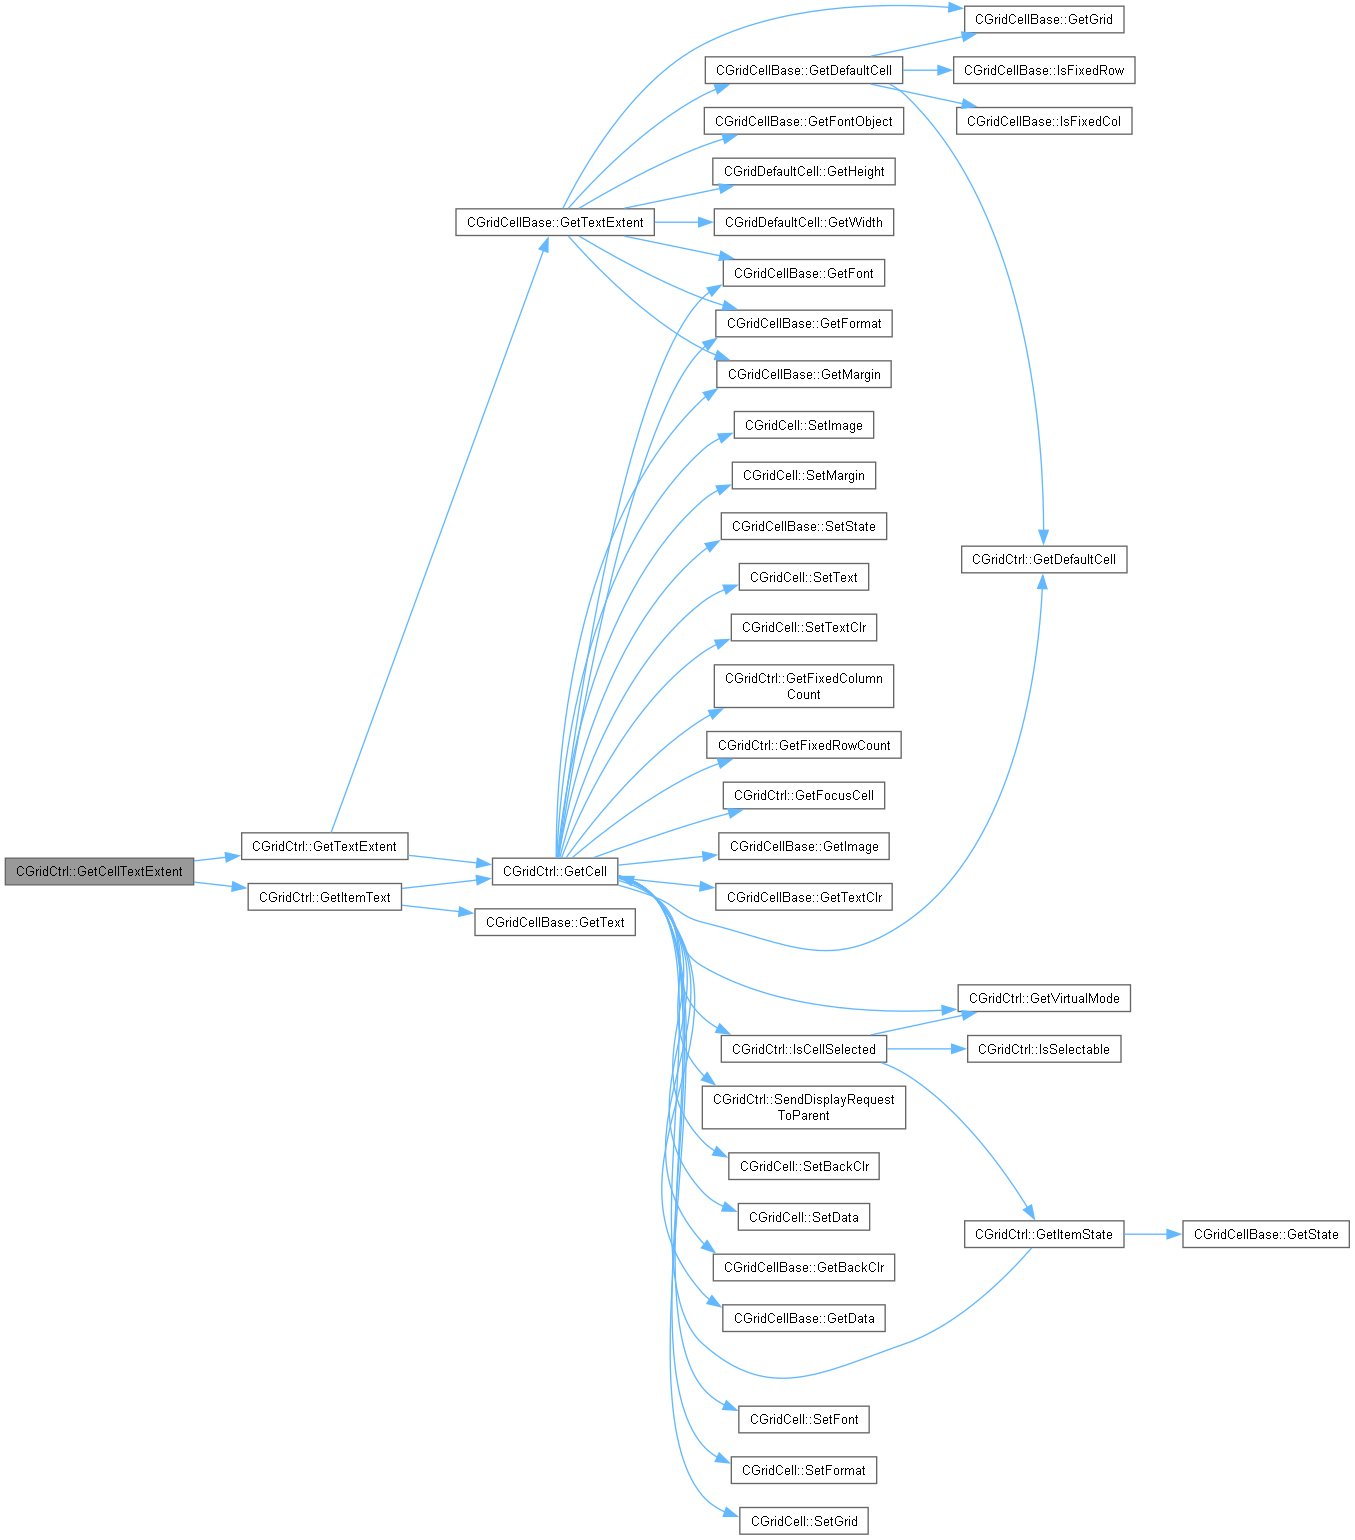 CGridCellBase::GetGrid
CGridCellBase::GetDefaultCell
CGridCellBase::IsFixedRow
CGridCellBase::GetFontObject
CGridCellBase::IsFixedCol
CGridDefaultCell::GetHeight
CGridCellBase::GetTextExtent
CGridDefaultCell::GetWidth
CGridCellBase::GetFont
CGridCellBase::GetFormat
CGridCellBase::GetMargin
CGridCell::SetImage
CGridCell::SetMargin
CGridCellBase::SetState
CGridCtrl::GetDefaultCell
CGridCell::SetText
CGridCell::SetTextClr
CGridCtrl::GetFixedColumn
Count
CGridCtrl::GetFixedRowCount
CGridCtrl::GetFocusCell
CGridCtrl::GetTextExtent
CGridCellBase::GetImage
CGridCtrl::GetCellTextExtent
CGridCtrl::GetCell
CGridCtrl::GetItemText
CGridCellBase::GetTextClr
CGridCellBase::GetText
CGridCtrl::GetVirtualMode
CGridCtrl::IsCellSelected
CGridCtrl::IsSelectable
CGridCtrl::SendDisplayRequest
ToParent
CGridCell::SetBackClr
CGridCell::SetData
CGridCtrl::GetItemState
CGridCellBase::GetState
CGridCellBase::GetBackClr
CGridCellBase::GetData
CGridCell::SetFont
CGridCell::SetFormat
CGridCell::SetGrid